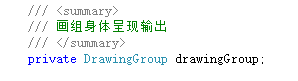 /// <summary>
/// 画组身体呈现输出
/// </summary>
private DrawingGroup drawingGroup;